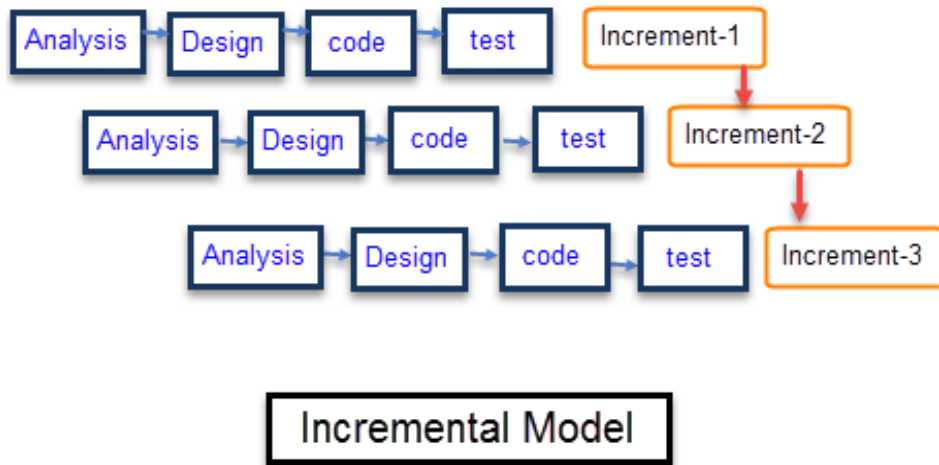 Analysis Design code test Increment-1
Analysis Design code test Increment-2
Analysis Design code test Increment-3
Incremental Model